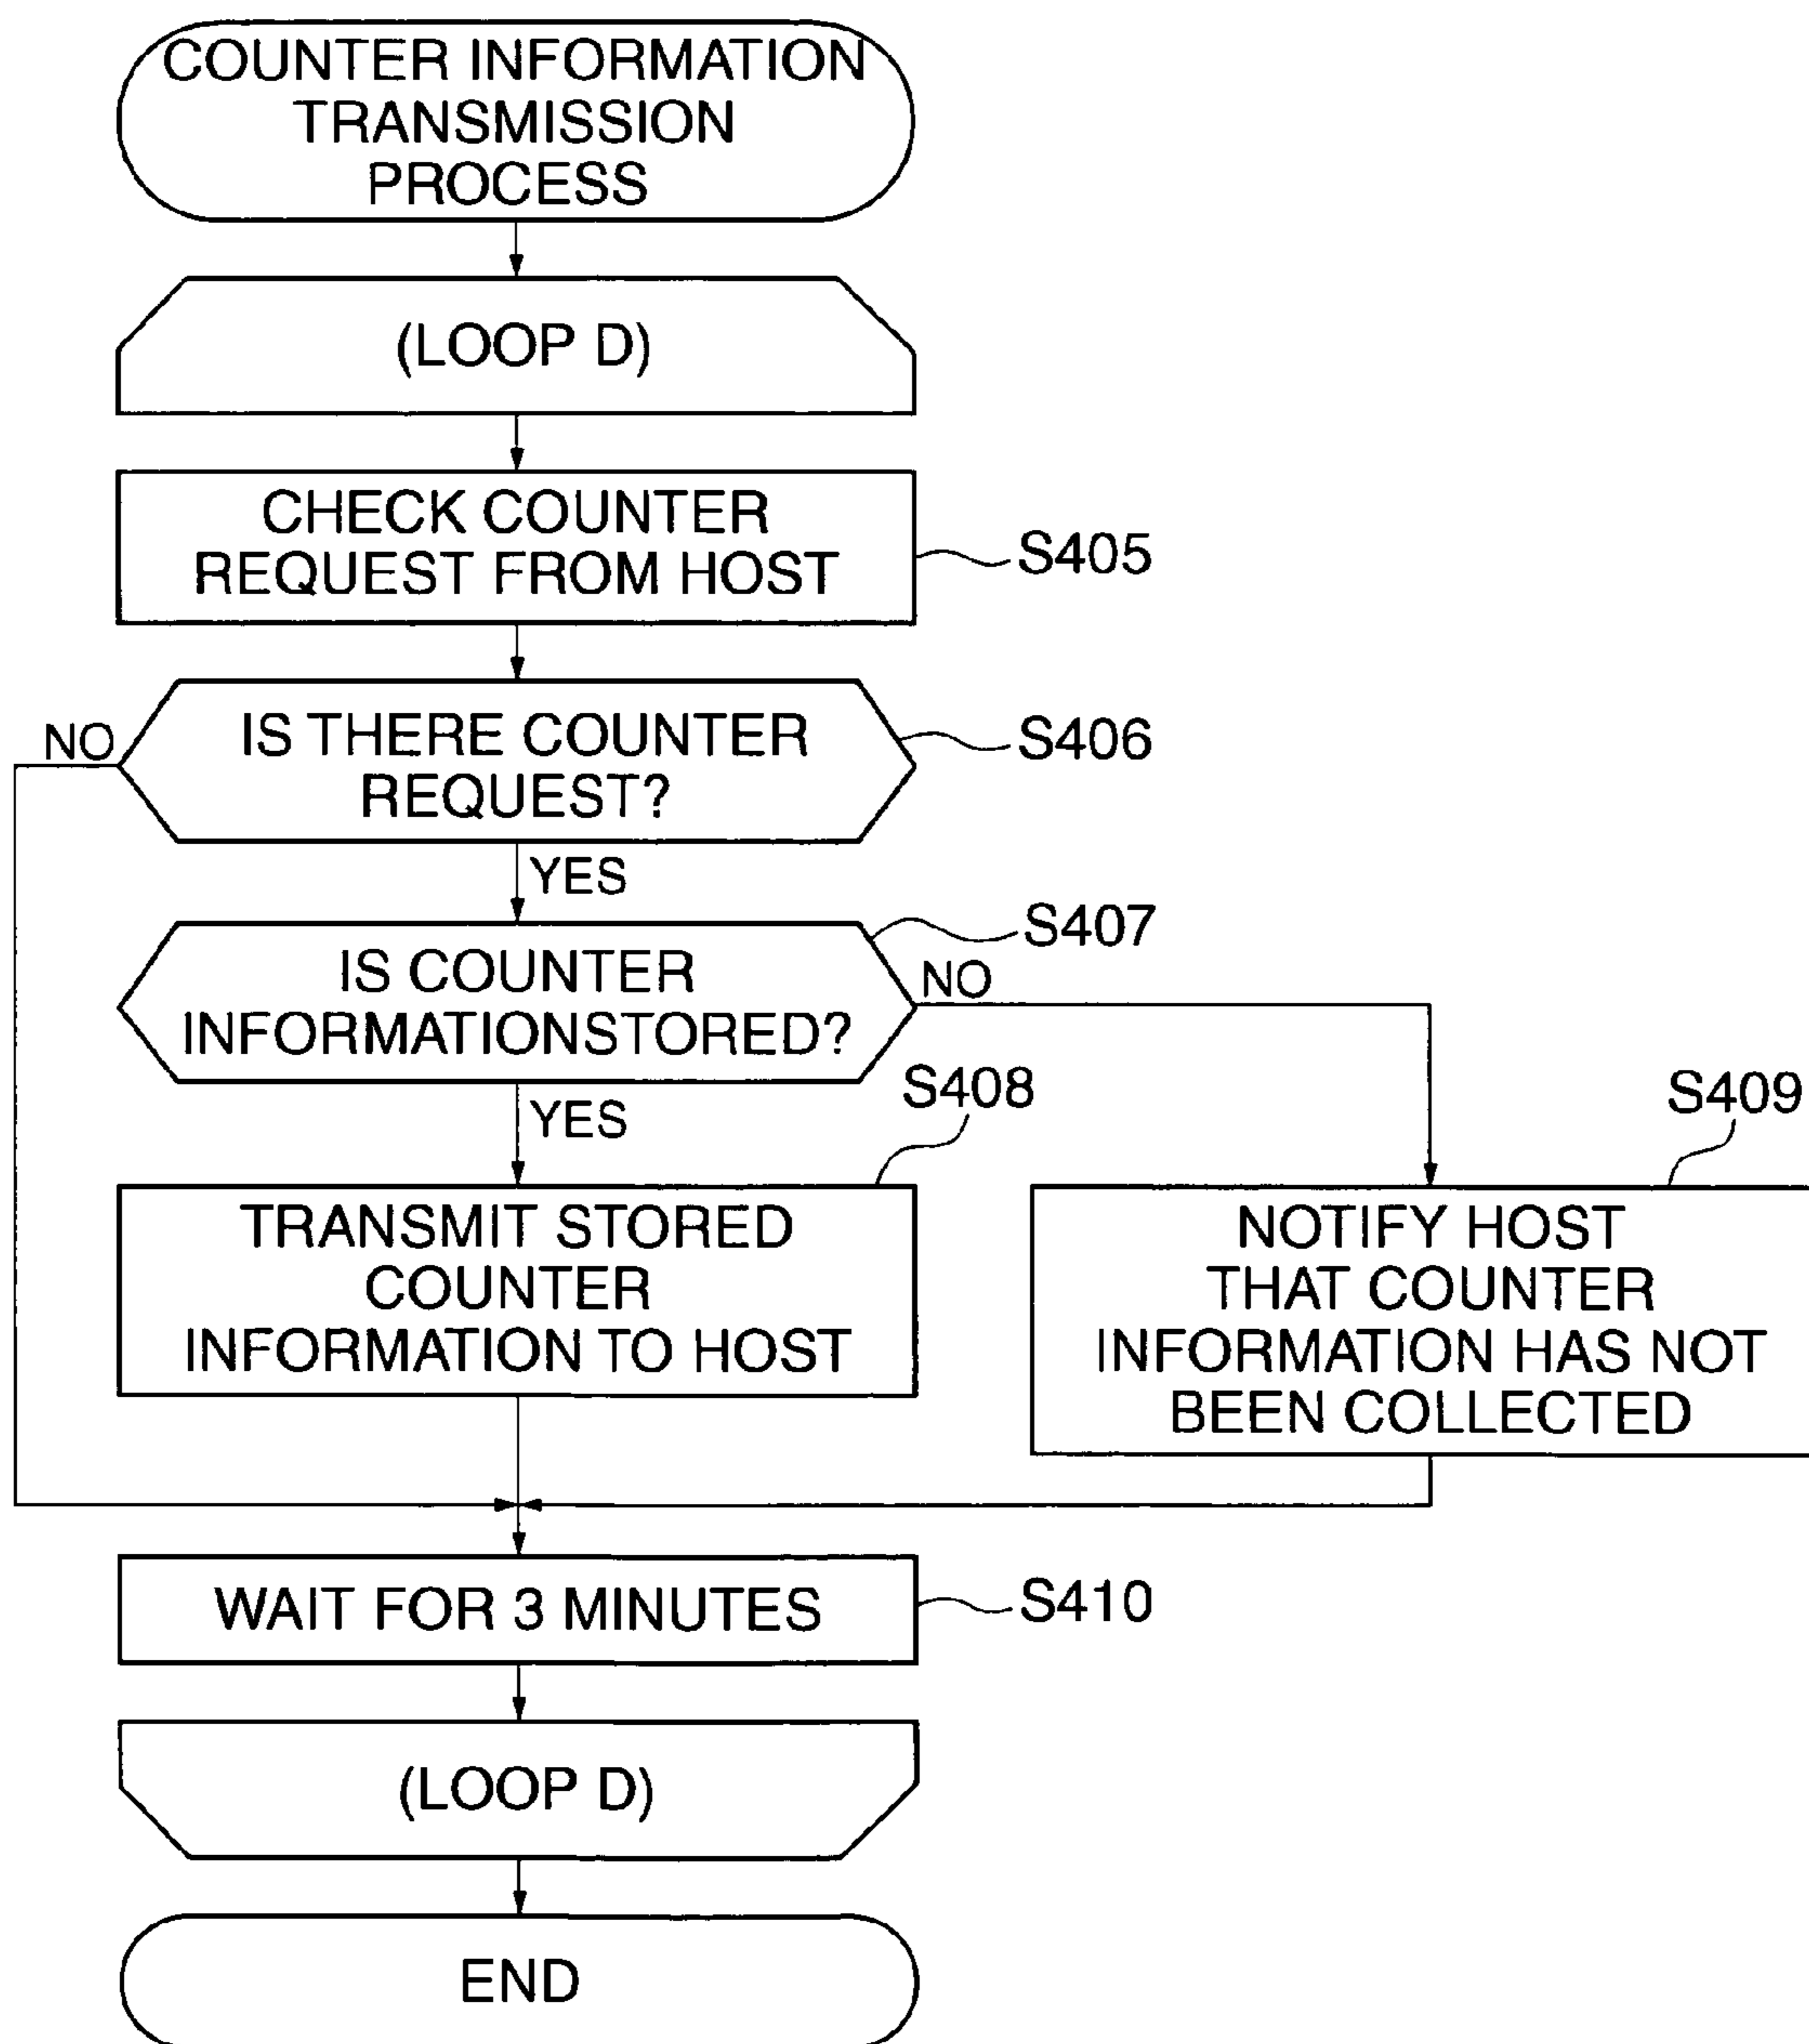 COUNTER INFORMATION
TRANSMISSION
PROCESS
(LOOP D)
CHECK COUNTER
REQUEST FROM HOST
S405
NO
IS THERE COUNTER
REQUEST?
S406
YES
S407
IS COUNTER
INFORMATIONSTORED?
NO
YES
S408
S409
TRANSMIT STORED
COUNTER
INFORMATION TO HOST
NOTIFY HOST
THAT COUNTER
INFORMATION HAS NOT
BEEN COLLECTED
WAIT FOR 3 MINUTES
S410
(LOOP D)
END